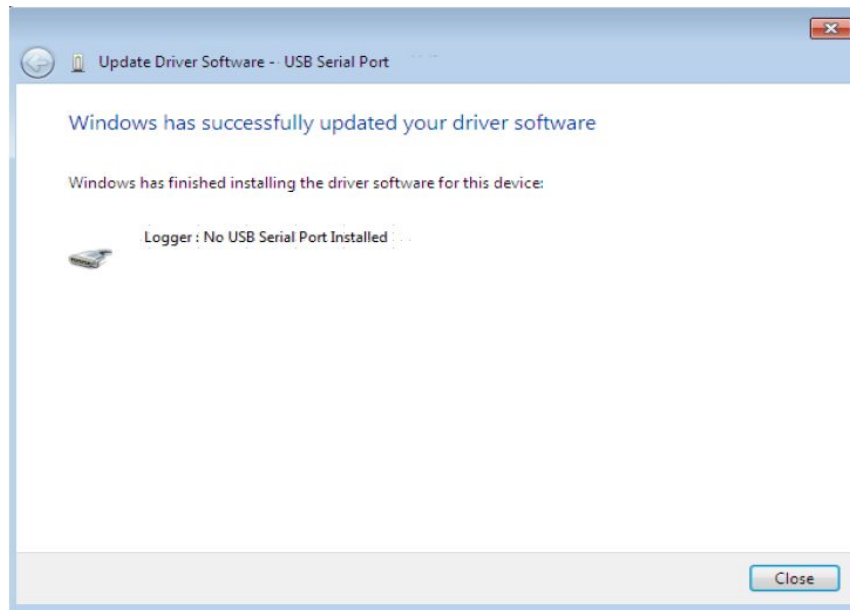 Update Driver Software - USB Serial Port
Windows has successfully updated your driver software
Windows has finished installing the driver software for this device:
Logger : No USB Serial Port Installed
Close